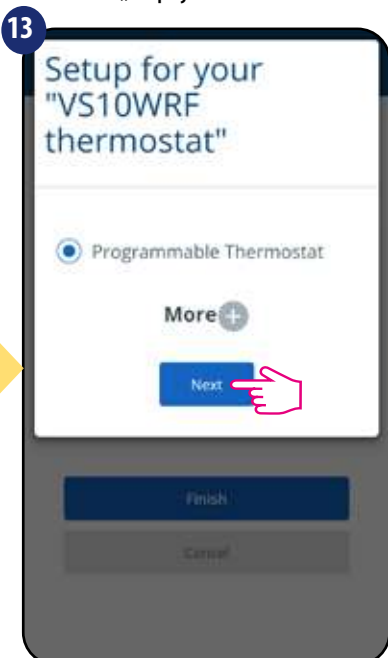 13
Setup for your
"VS10WRF
thermostat"
Programmable Thermostat
More
Next
Finish
Cancel